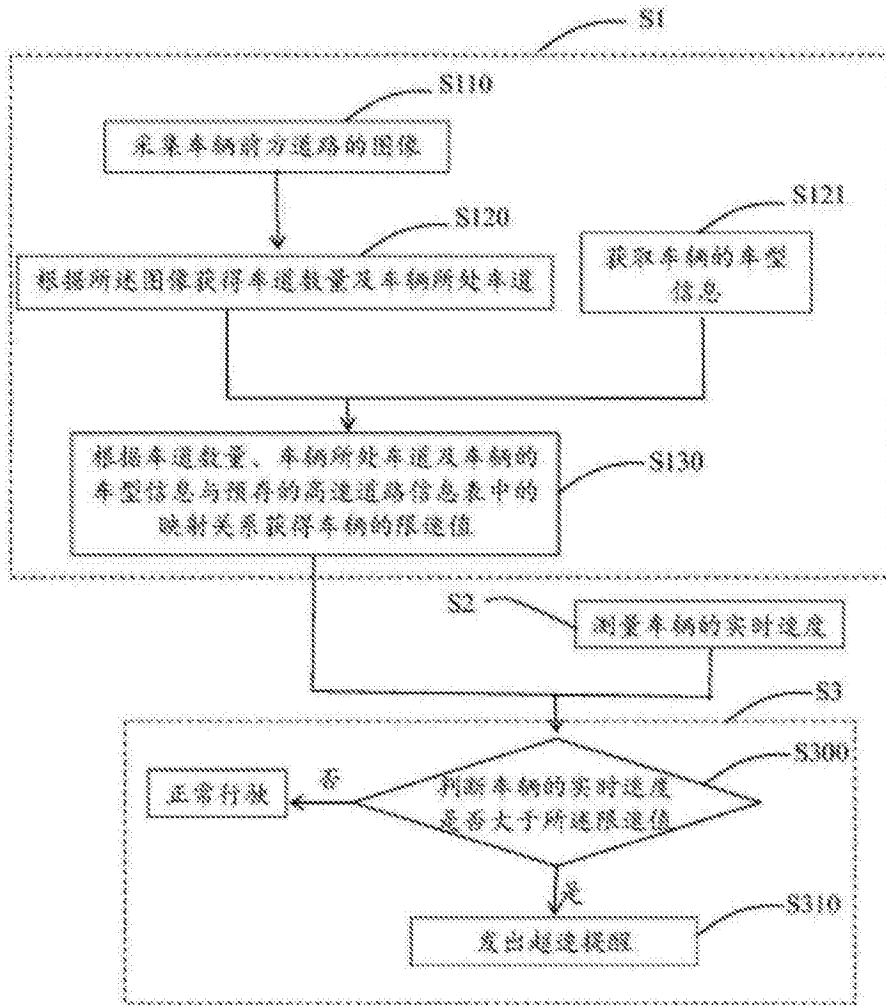 S1
S110
采集车辆前方道路的图像
S120
S121
根据所述图像获得车道数量及车辆所处车道
获取车辆的车型
信息
根据车道数量、车辆所处车道及车辆的
车型信息与预存的高速道路信息表中的
映射关系获得车辆的限速值
S130
S2
测量车辆的实时速度
S3
S300
判断车辆的实时速度
是否大于所述限速值
否
正常行驶
是
S310
发出超速提醒